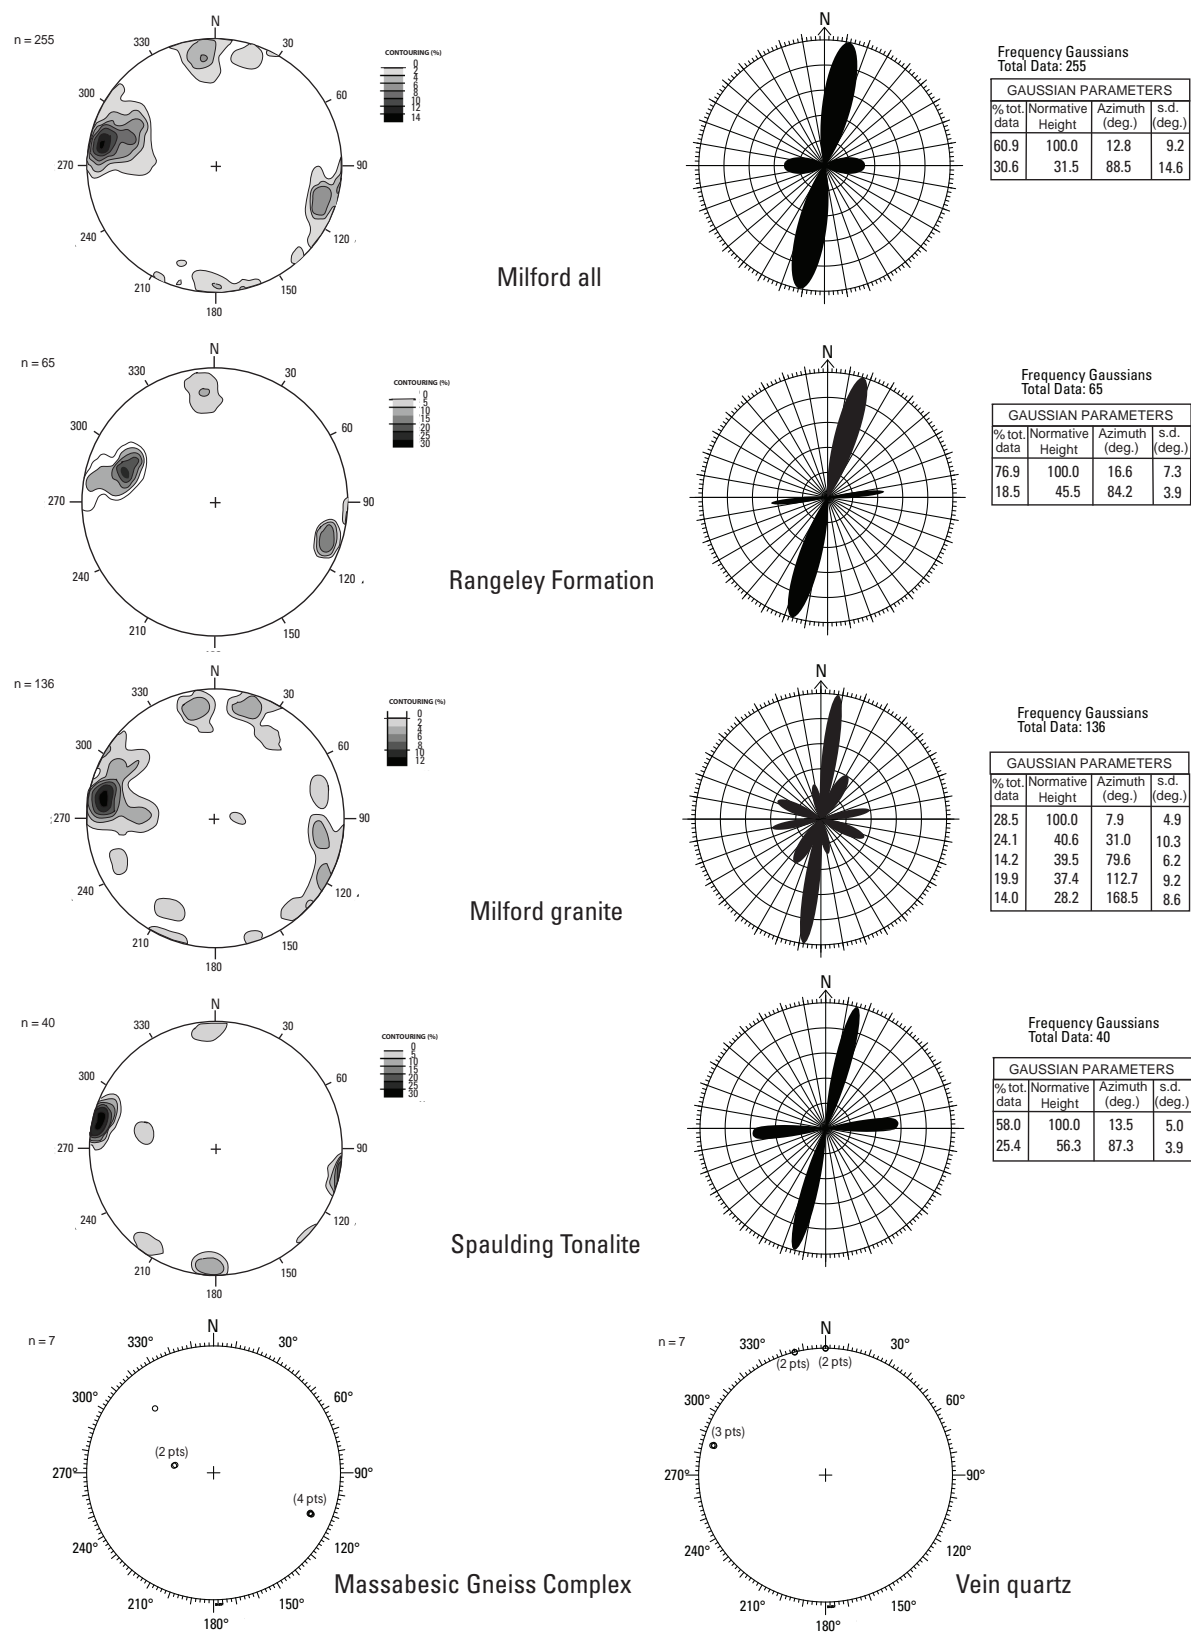 n = 255
N
30
60
90
120
150
180
210
240
270
300
330
CONTOURING (%)
0
2
4
6
8
10
12
14
Milford all
N
Frequency Gaussians
Total Data: 255
GAUSSIAN PARAMETERS
% tot. data Normative Height Azimuth (deg.) s.d. (deg.)
60.9 100.0 12.8 9.2
30.6 31.5 88.5 14.6
n = 65
N
30
60
90
120
150
210
240
270
300
330
CONTOURING (%)
0
5
10
15
20
25
30
Rangeley Formation
N
Frequency Gaussians
Total Data: 65
GAUSSIAN PARAMETERS
% tot. data Normative Height Azimuth (deg.) s.d. (deg.)
76.9 100.0 16.6 7.3
18.5 45.5 84.2 3.9
n = 136
N
30
60
90
120
150
180
210
240
270
300
330
CONTOURING (%)
0
2
4
6
8
10
12
Milford granite
N
Frequency Gaussians
Total Data: 136
GAUSSIAN PARAMETERS
% tot. data Normative Height Azimuth (deg.) s.d. (deg.)
28.5 100.0 7.9 4.9
24.1 40.6 31.0 10.3
14.2 39.5 79.6 6.2
19.9 37.4 112.7 9.2
14.0 28.2 168.5 8.6
n = 40
N
30
60
90
120
150
180
210
240
270
300
330
CONTOURING (%)
0
5
10
15
20
25
30
Spaulding Tonalite
N
Frequency Gaussians
Total Data: 40
GAUSSIAN PARAMETERS
% tot. data Normative Height Azimuth (deg.) s.d. (deg.)
58.0 100.0 13.5 5.0
25.4 56.3 87.3 3.9
n = 7
N
30°
60°
90°
120°
150°
180°
210°
240°
270°
300°
330°
(2 pts)
(4 pts)
Massabesic Gneiss Complex
n = 7
N
30°
60°
90°
120°
150°
180°
210°
240°
270°
300°
330°
(2 pts)
(2 pts)
(3 pts)
Vein quartz